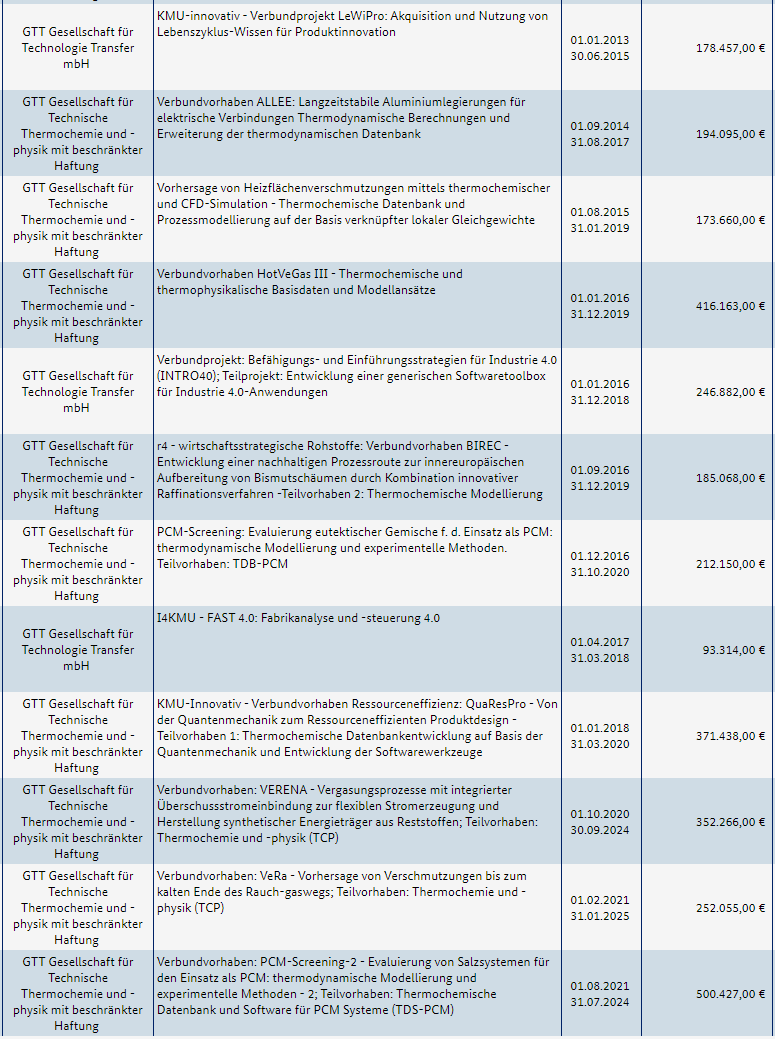 GTT Gesellschaft für
Technologie Transfer
mbH
KMU-innovativ - Verbundprojekt LeWiPro: Akquisition und Nutzung von
Lebenszyklus-Wissen für Produktinnovation
01.01.2013
30.06.2015
178.457,00 €
GTT Gesellschaft für
Technische
Thermochemie und -
physik mit beschränkter
Haftung
Verbundvorhaben ALLEE: Langzeitstabile Aluminiumlegierungen für
elektrische Verbindungen Thermodynamische Berechnungen und
Erweiterung der thermodynamischen Datenbank
01.09.2014
31.08.2017
194.095,00 €
GTT Gesellschaft für
Technische
Thermochemie und -
physik mit beschränkter
Haftung
Vorhersage von Heizflächenverschmutzungen mittels thermochemischer
und CFD-Simulation - Thermochemische Datenbank und
Prozessmodellierung auf der Basis verknüpfter lokaler Gleichgewichte
01.08.2015
31.01.2019
173.660,00 €
GTT Gesellschaft für
Technische
Thermochemie und -
physik mit beschränkter
Haftung
Verbundvorhaben HotVeGas III - Thermochemische und
thermophysikalische Basisdaten und Modellansätze
01.01.2016
31.12.2019
416.163,00 €
GTT Gesellschaft für
Technologie Transfer
mbH
Verbundprojekt: Befähigungs- und Einführungsstrategien für Industrie 4.0
(INTRO40); Teilprojekt: Entwicklung einer generischen Softwaretoolbox
für Industrie 4.0-Anwendungen
01.01.2016
31.12.2018
246.882,00 €
GTT Gesellschaft für
Technische
Thermochemie und -
physik mit beschränkter
Haftung
r4 - wirtschaftsstrategische Rohstoffe: Verbundvorhaben BIREC -
Entwicklung einer nachhaltigen Prozessroute zur innereuropäischen
Aufbereitung von Bismutschäumen durch Kombination innovativer
Raffinationsverfahren -Teilvorhaben 2: Thermochemische Modellierung
01.09.2016
31.12.2019
185.068,00 €
GTT Gesellschaft für
Technische
Thermochemie und -
physik mit beschränkter
Haftung
PCM-Screening: Evaluierung eutektischer Gemische f. d. Einsatz als PCM:
thermodynamische Modellierung und experimentelle Methoden.
Teilvorhaben: TDB-PCM
01.12.2016
31.10.2020
212.150,00 €
GTT Gesellschaft für
Technologie Transfer
mbH
I4KMU - FAST 4.0: Fabrikanalyse und -steuerung 4.0
01.04.2017
31.03.2018
93.314,00 €
GTT Gesellschaft für
Technische
Thermochemie und -
physik mit beschränkter
Haftung
KMU-Innovativ - Verbundvorhaben Ressourceneffizienz: QuaResPro - Von
der Quantenmechanik zum Ressourceneffizienten Produktdesign -
Teilvorhaben 1: Thermochemische Datenbankentwicklung auf Basis der
Quantenmechanik und Entwicklung der Softwarewerkzeuge
01.01.2018
31.03.2020
371.438,00 €
GTT Gesellschaft für
Technische
Thermochemie und -
physik mit beschränkter
Haftung
Verbundvorhaben: VERENA - Vergasungsprozesse mit integrierter
Überschussstromeinbindung zur flexiblen Stromerzeugung und
Herstellung synthetischer Energieträger aus Reststoffen; Teilvorhaben:
Thermochemie und -physik (TCP)
01.10.2020
30.09.2024
352.266,00 €
GTT Gesellschaft für
Technische
Thermochemie und -
physik mit beschränkter
Haftung
Verbundvorhaben: VeRa - Vorhersage von Verschmutzungen bis zum
kalten Ende des Rauch-gaswegs; Teilvorhaben: Thermochemie und -
physik (TCP)
01.02.2021
31.01.2025
252.055,00 €
GTT Gesellschaft für
Technische
Thermochemie und -
physik mit beschränkter
Haftung
Verbundvorhaben: PCM-Screening-2 - Evaluierung von Salzsystemen für
den Einsatz als PCM: thermodynamische Modellierung und
experimentelle Methoden - 2; Teilvorhaben: Thermochemische
Datenbank und Software für PCM Systeme (TDS-PCM)
01.08.2021
31.07.2024
500.427,00 €